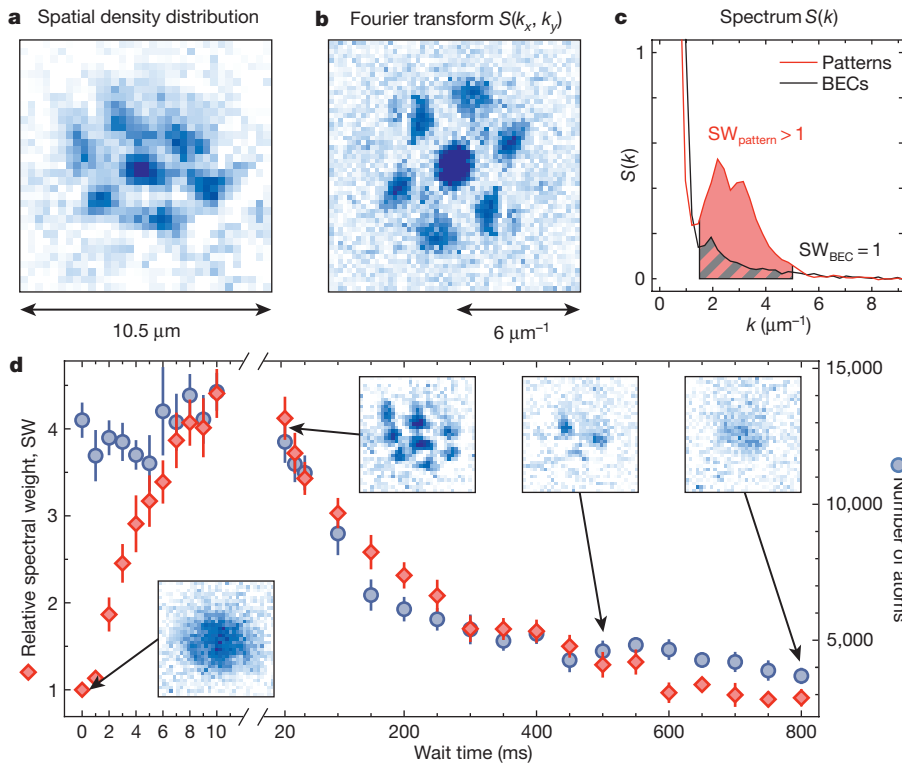 a Spatial density distribution
10.5 µm
b Fourier transform S(kx, ky)
6 µm⁻¹
c Spectrum S(k)
Patterns
BECs
SWpattern > 1
SWBEC = 1
1
0
S(k)
0 2 4 6 8
k (µm⁻¹)
d
Relative spectral weight, SW
4
3
2
1
15,000
10,000
5,000
Number of atoms
0 2 4 6 8 10 20 200 400 600 800
Wait time (ms)